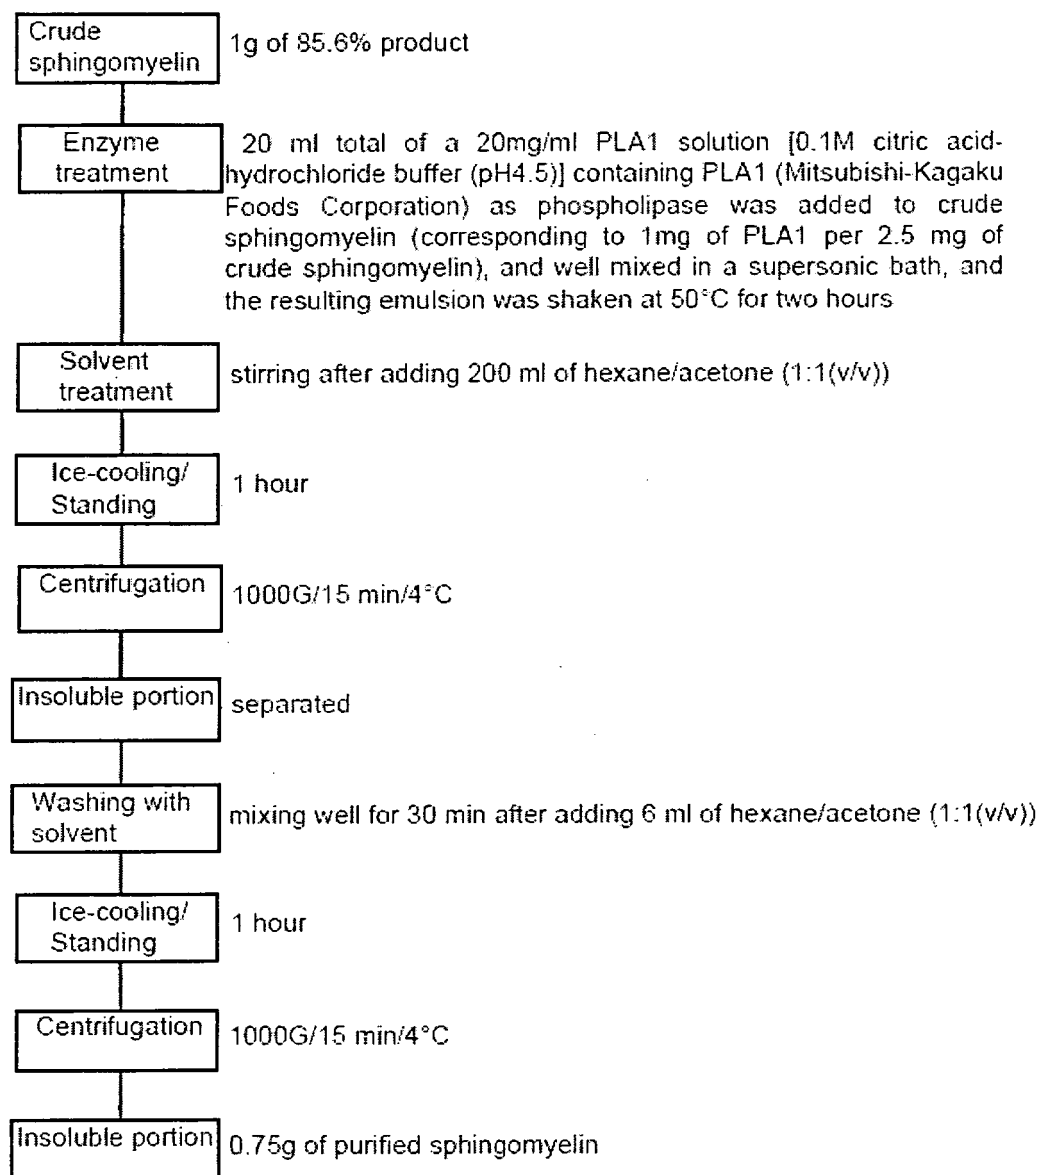 Crude
sphingomyelin
1g of 85.6% product
Enzyme
treatment
20 ml total of a 20mg/ml PLA1 solution [0.1M citric acid-
hydrochloride buffer (pH4.5)] containing PLA1 (Mitsubishi-Kagaku
Foods Corporation) as phospholipase was added to crude
sphingomyelin (corresponding to 1mg of PLA1 per 2.5 mg of
crude sphingomyelin), and well mixed in a supersonic bath, and
the resulting emulsion was shaken at 50°C for two hours
Solvent
treatment
stirring after adding 200 ml of hexane/acetone (1:1(v/v))
Ice-cooling/
Standing
1 hour
Centrifugation
1000G/15 min/4°C
Insoluble portion
separated
Washing with
solvent
mixing well for 30 min after adding 6 ml of hexane/acetone (1:1(v/v))
Ice-cooling/
Standing
1 hour
Centrifugation
1000G/15 min/4°C
Insoluble portion
0.75g of purified sphingomyelin